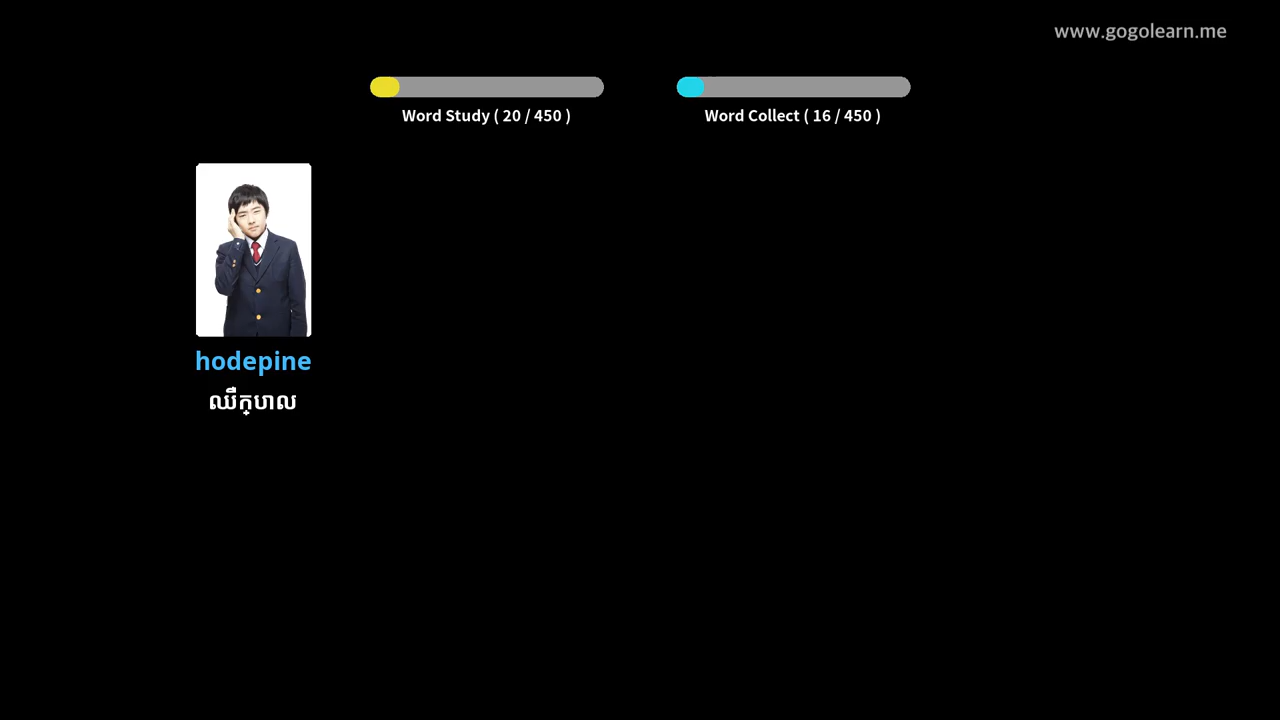 www.gogolearn.me
Word Study ( 20 / 450 )
Word Collect ( 16 / 450 )
hodepine
ឈឺក្បាល